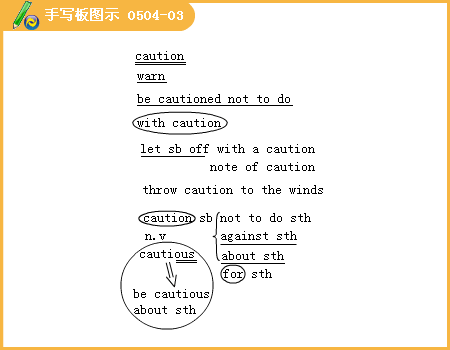 手写板图示 0504-03
caution
warn
be cautioned not to do
with caution
let sb off with a caution
note of caution
throw caution to the winds
caution sb not to do sth
n.v against sth
cautious about sth
for sth
be cautious
about sth